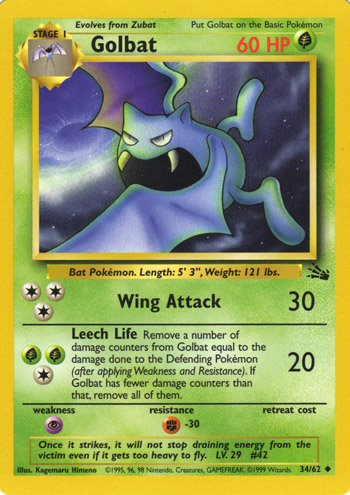 Evolves from Zubat
Put Golbat on the Basic Pokémon
STAGE 1
Golbat
60 HP
Bat Pokémon. Length: 5' 3", Weight: 121 lbs.
Wing Attack 30
Leech Life Remove a number of
damage counters from Golbat equal to the
damage done to the Defending Pokémon
(after applying Weakness and Resistance). If
Golbat has fewer damage counters than
that, remove all of them.
20
weakness
resistance
retreat cost
-30
Once it strikes, it will not stop draining energy from the
victim even if it gets too heavy to fly. LV. 29 #42
Illus. Kagemaru Himeno
©1995, 96, 98 Nintendo, Creatures, GAMEFREAK. ©1999 Wizards.
34/62